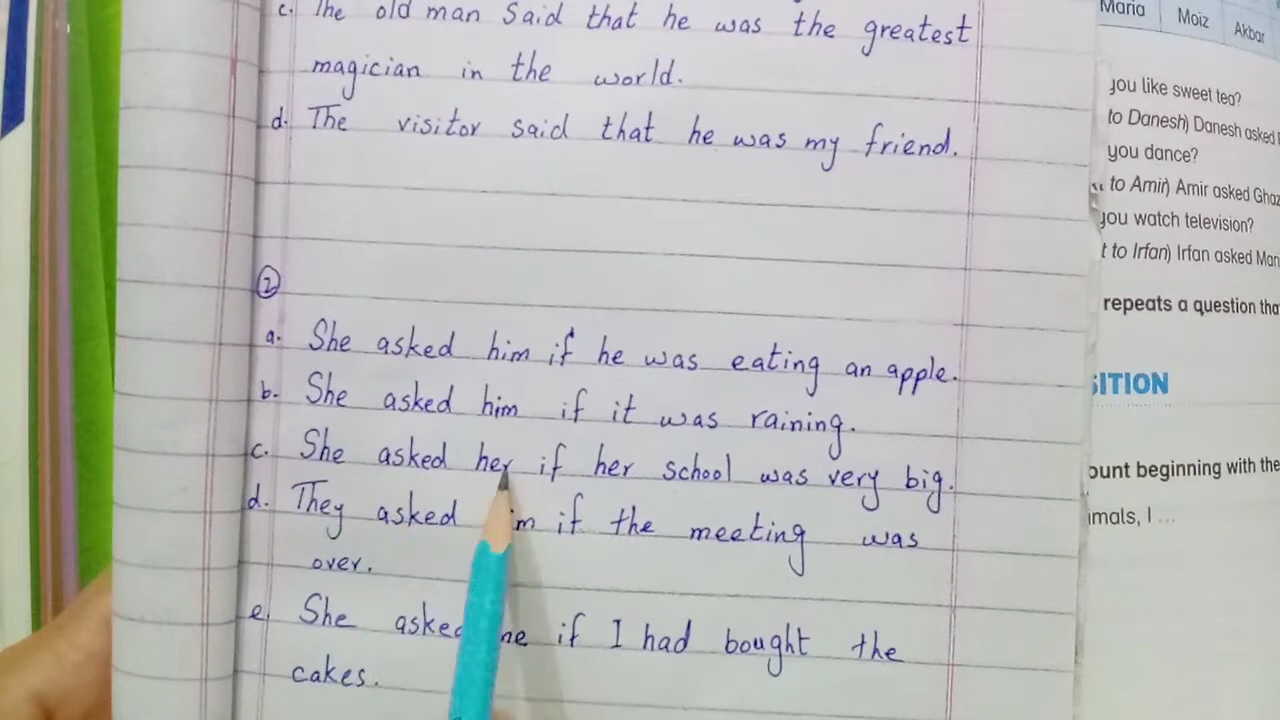 c. The old man said that he was the greatest
magician in the world.
d. The visitor said that he was my friend.
2
a. She asked him if he was eating an apple.
b. She asked him if it was raining.
c. She asked her if her school was very big.
d. They asked him if the meeting was
over.
e. She asked me if I had bought the
cakes.
Maria Moiz Akbar
you like sweet tea?
to Danesh) Danesh asked
you dance?
to Amir) Amir asked Ghaz
you watch television?
t to Irfan) Irfan asked Mar
repeats a question tha
SITION
ount beginning with the
imals, I ...